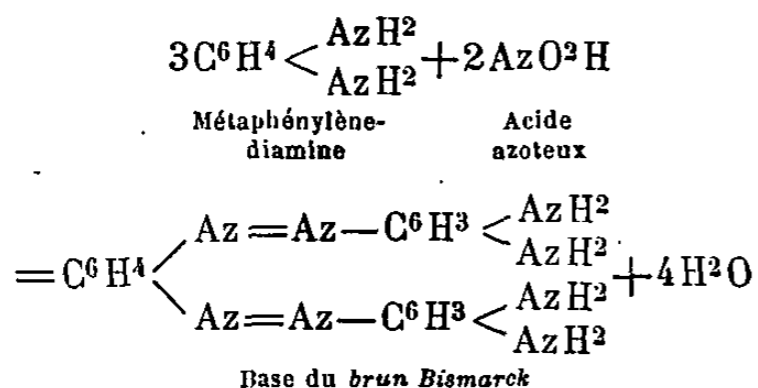 3C⁶H⁴ < AzH² AzH² + 2AzO²H
Métaphénylène- Acide
diamine azoteux
= C⁶H⁴ < Az = Az — C⁶H³ < AzH² AzH²
Az = Az — C⁶H³ < AzH² AzH² + 4H²O
Base du brun Bismarck